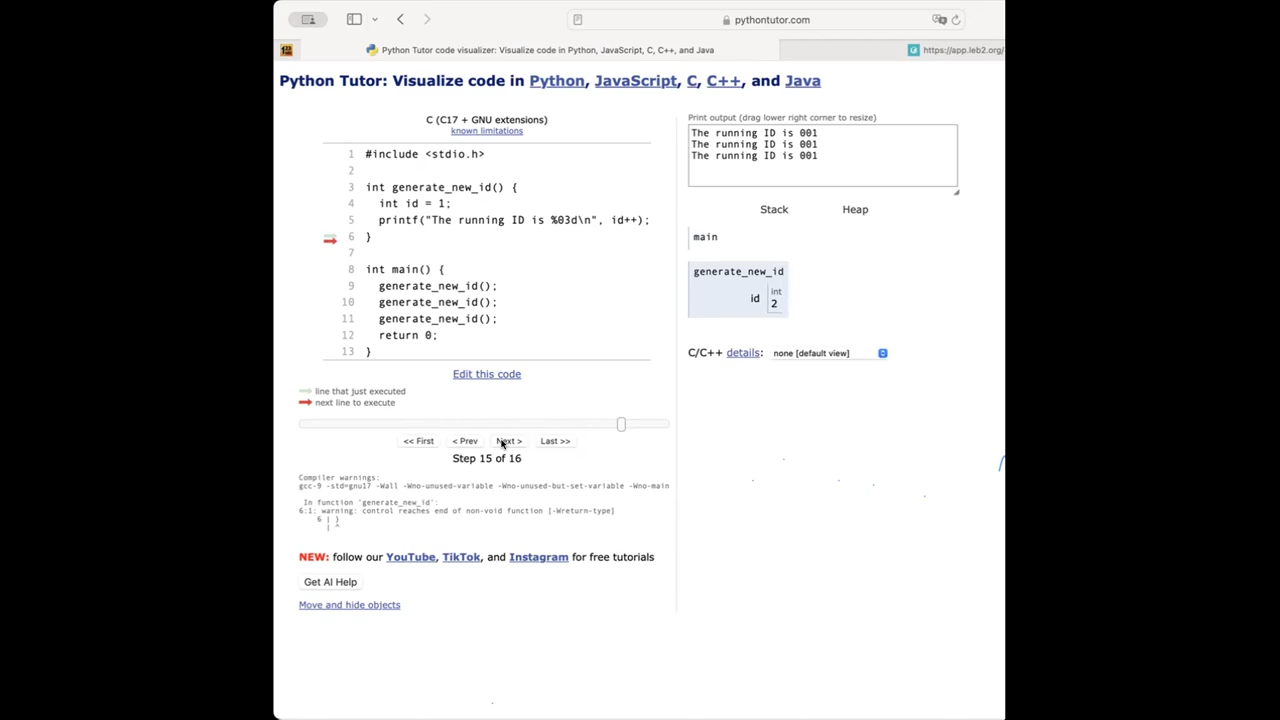 pythontutor.com
Python Tutor code visualizer: Visualize code in Python, JavaScript, C, C++, and Java
https://app.leb2.org/
Python Tutor: Visualize code in Python, JavaScript, C, C++, and Java
C (C17 + GNU extensions)
known limitations
1 #include <stdio.h>
2
3 int generate_new_id() {
4 int id = 1;
5 printf("The running ID is %03d\n", id++);
6 }
7
8 int main() {
9 generate_new_id();
10 generate_new_id();
11 generate_new_id();
12 return 0;
13 }
Edit this code
line that just executed
next line to execute
<< First < Prev Next > Last >>
Step 15 of 16
Compiler warnings:
gcc-9 -std=gnu17 -Wall -Wno-unused-variable -Wno-unused-but-set-variable -Wno-main
In function 'generate_new_id':
6:1: warning: control reaches end of non-void function [-Wreturn-type]
6 | }
| ^
NEW: follow our YouTube, TikTok, and Instagram for free tutorials
Get AI Help
Move and hide objects
Print output (drag lower right corner to resize)
The running ID is 001
The running ID is 001
The running ID is 001
Stack Heap
main
generate_new_id
int
id 2
C/C++ details: none [default view]